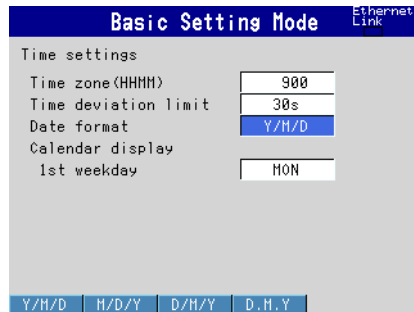 Basic Setting Mode
Ethernet
Link
Time settings
Time zone(HHMM) 900
Time deviation limit 30s
Date format Y/M/D
Calendar display
1st weekday MON
Y/M/D M/D/Y D/M/Y D.M.Y